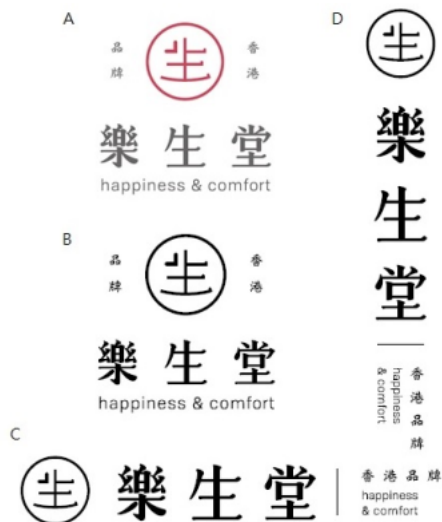 A
品牌
生
香港
樂生堂
happiness & comfort
B
品牌
生
香港
樂生堂
happiness & comfort
C
生
樂生堂
香港品牌
happiness
& comfort
D
生
樂
生
堂
香港品牌
happiness
& comfort